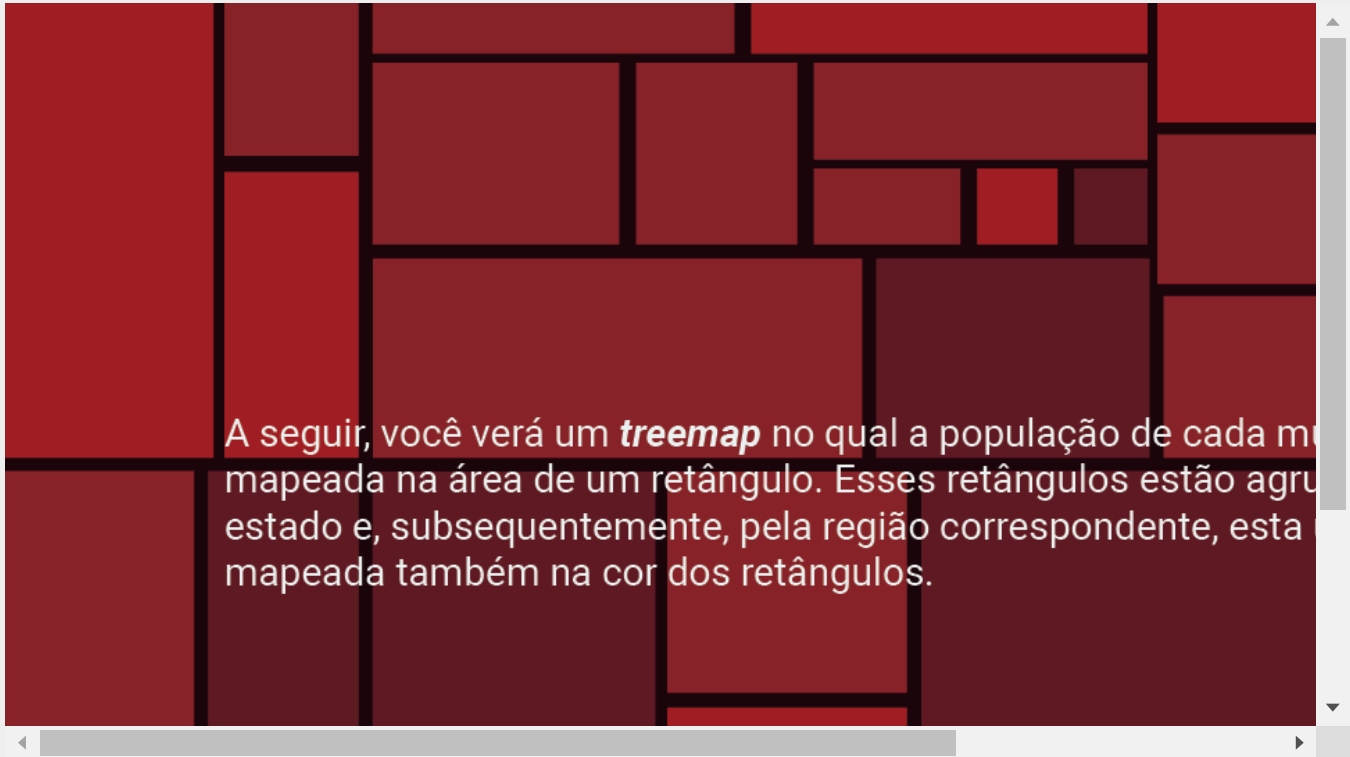 A seguir, você verá um treemap no qual a população de cada
mapeada na área de um retângulo. Esses retângulos estão
estado e, subsequentemente, pela região correspondente, esta
mapeada também na cor dos retângulos.